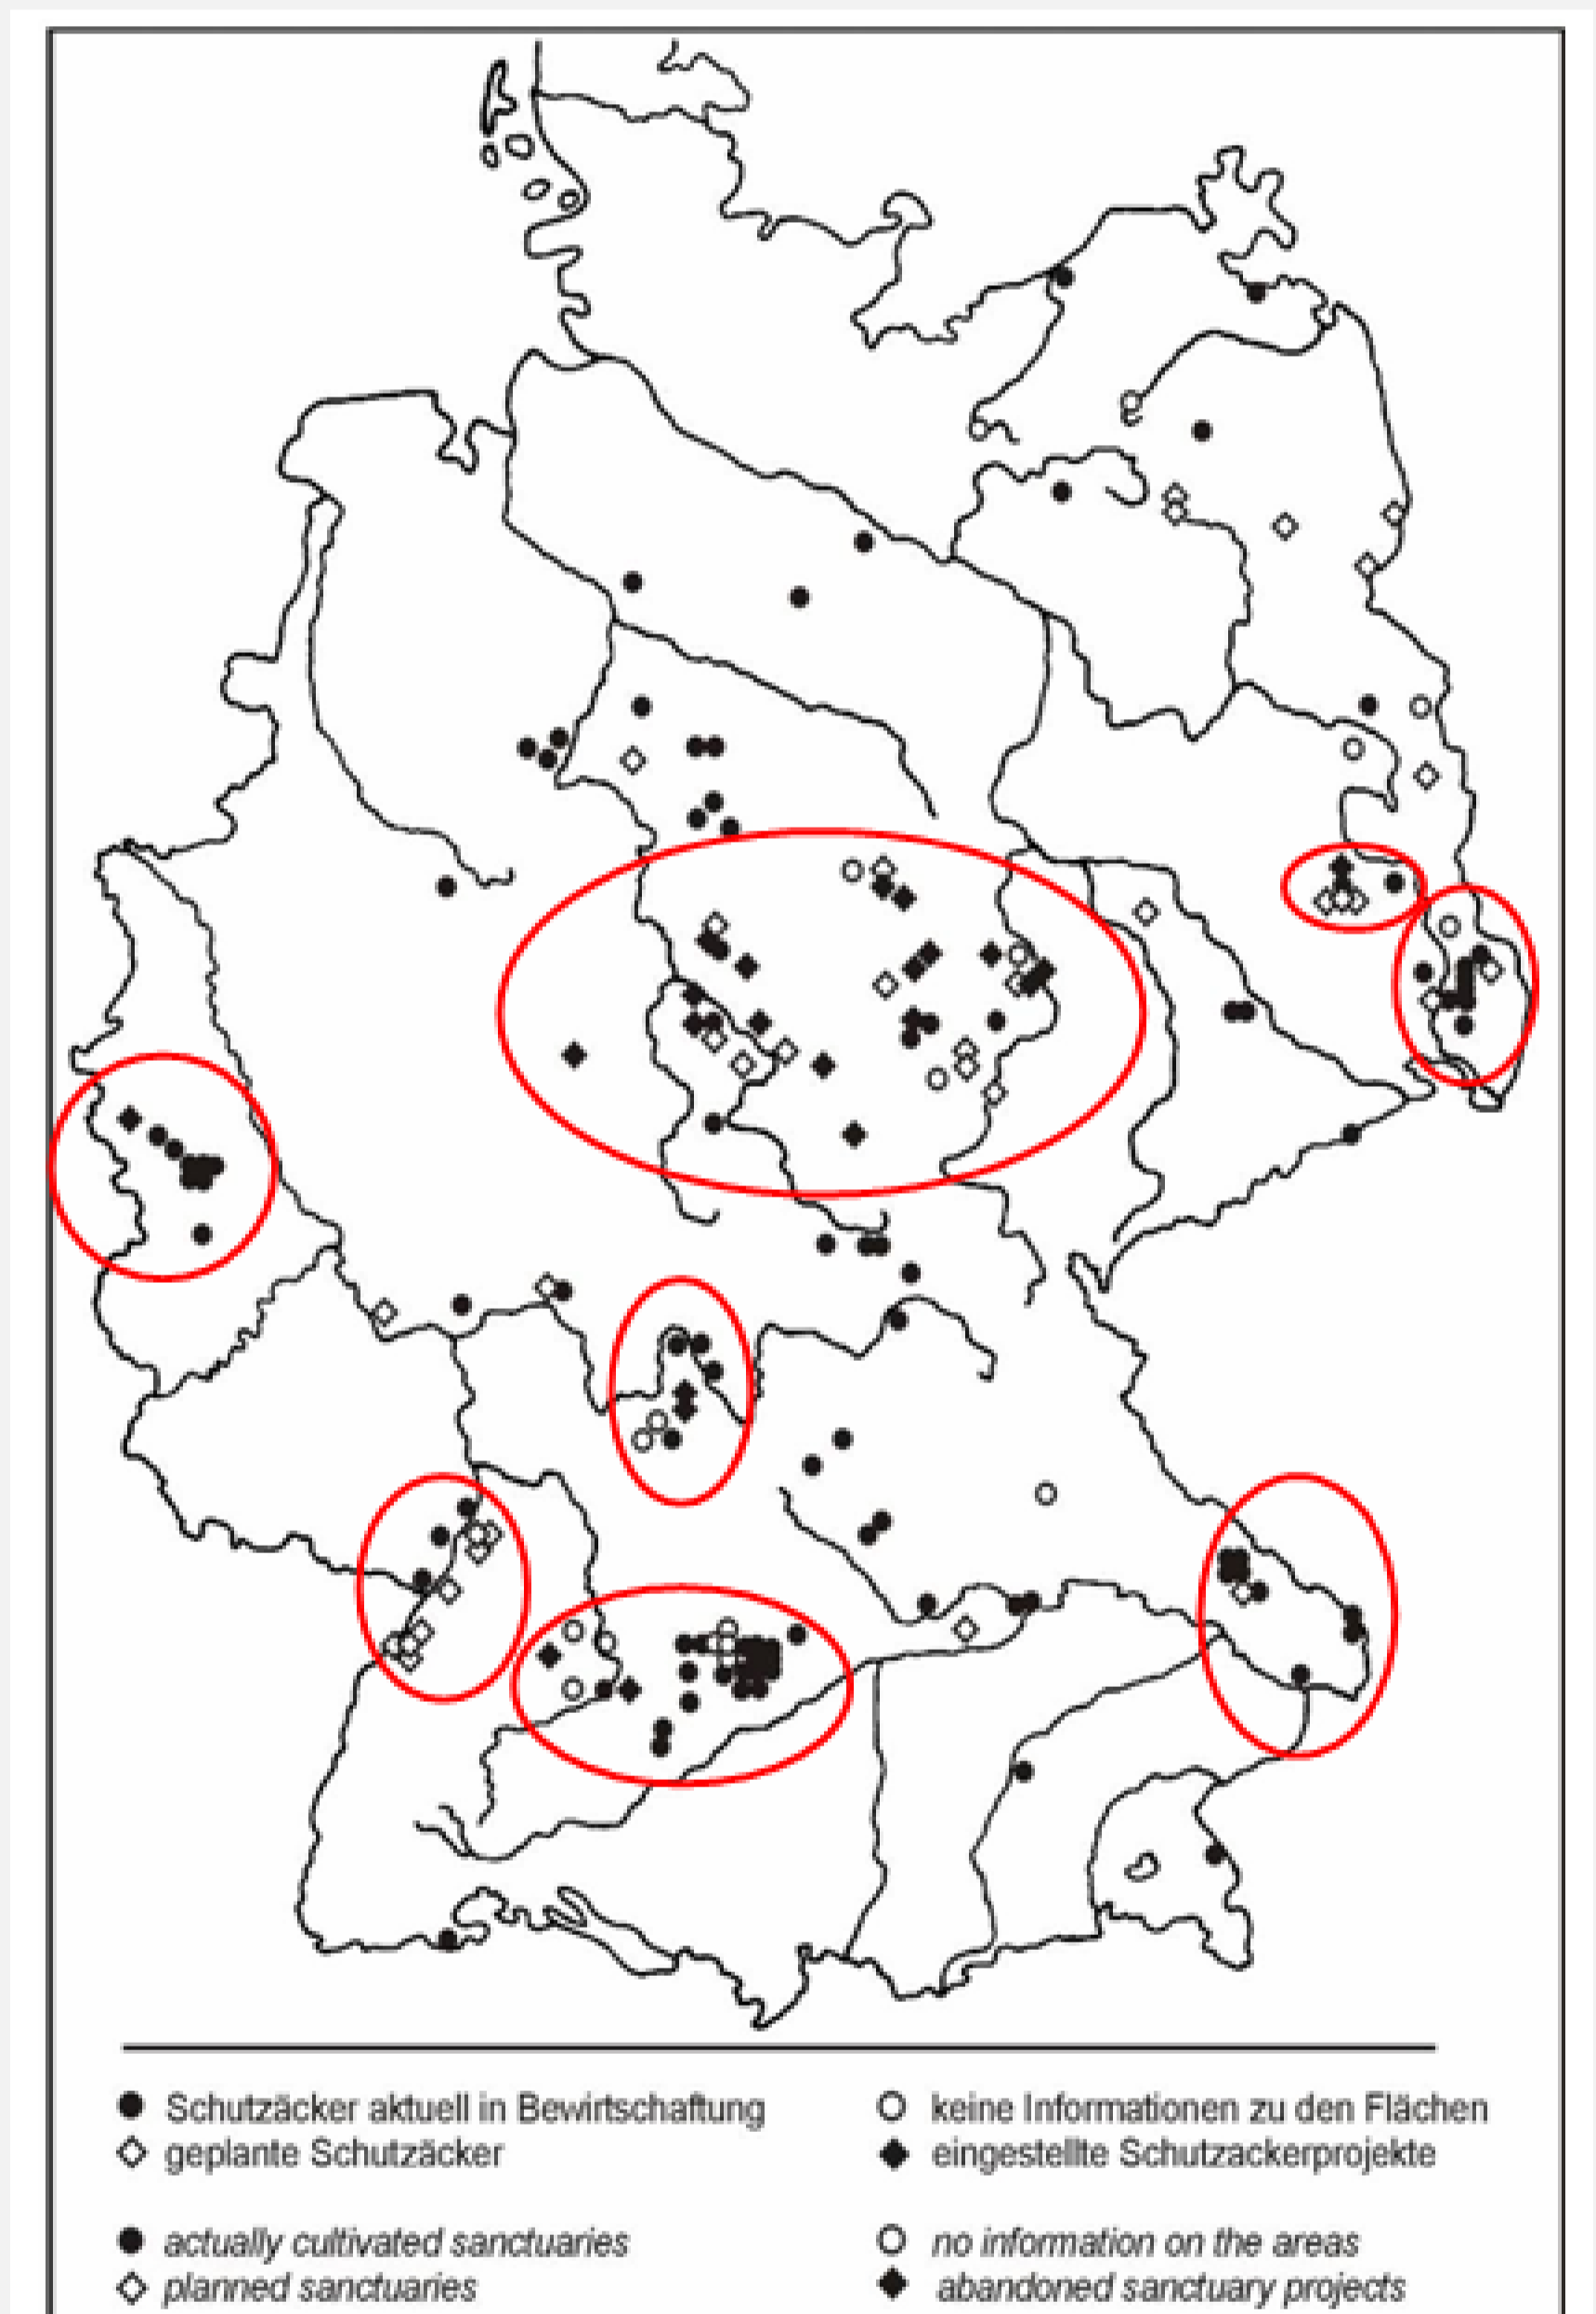 Schutzäcker aktuell in Bewirtschaftung
geplante Schutzäcker
keine Informationen zu den Flächen
eingestellte Schutzackerprojekte
actually cultivated sanctuaries
planned sanctuaries
no information on the areas
abandoned sanctuary projects